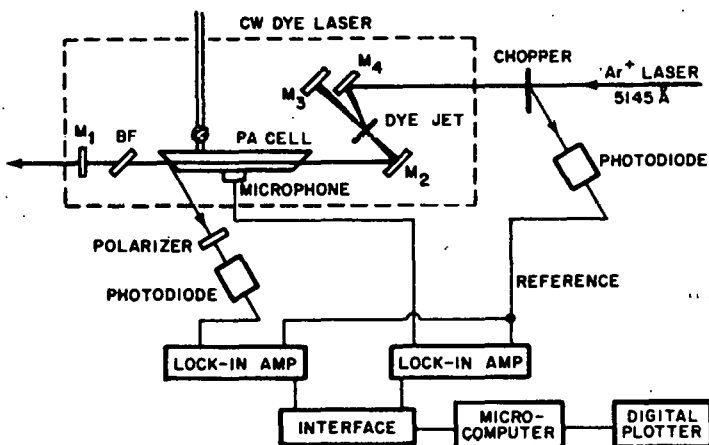 CW DYE LASER
CHOPPER
Ar+ LASER
5145 Å
M4
M3
DYE JET
M1
BF
PA CELL
M2
MICROPHONE
PHOTODIODE
POLARIZER
PHOTODIODE
REFERENCE
LOCK-IN AMP
LOCK-IN AMP
INTERFACE
MICRO-
COMPUTER
DIGITAL
PLOTTER